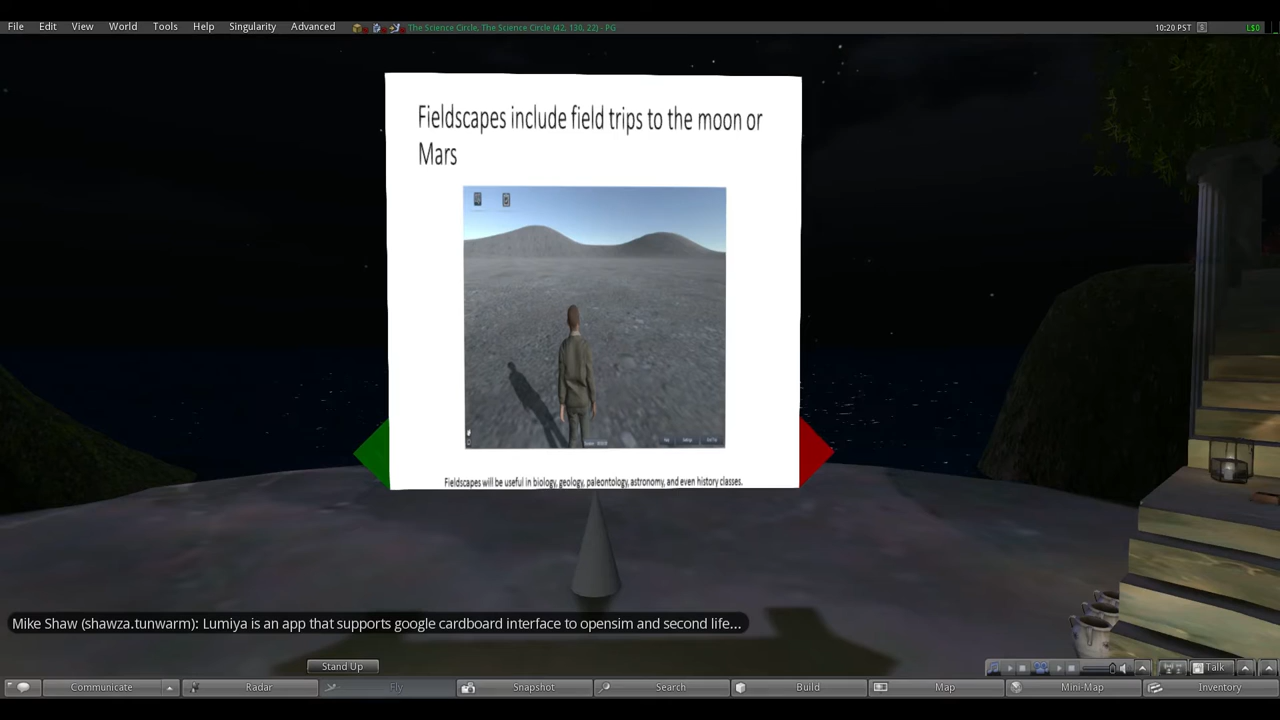 File Edit View World Tools Help Singularity Advanced
The Science Circle, The Science Circle (42, 130, 22) - PG
10:20 PST
L$0
Fieldscapes include field trips to the moon or
Mars
Fieldscapes will be useful in biology, geology, paleontology, astronomy, and even history classes.
Mike Shaw (shawza.tunwarm): Lumiya is an app that supports google cardboard interface to opensim and second life...
Stand Up
Talk
Communicate Radar Fly Snapshot Search Build Map Mini-Map Inventory